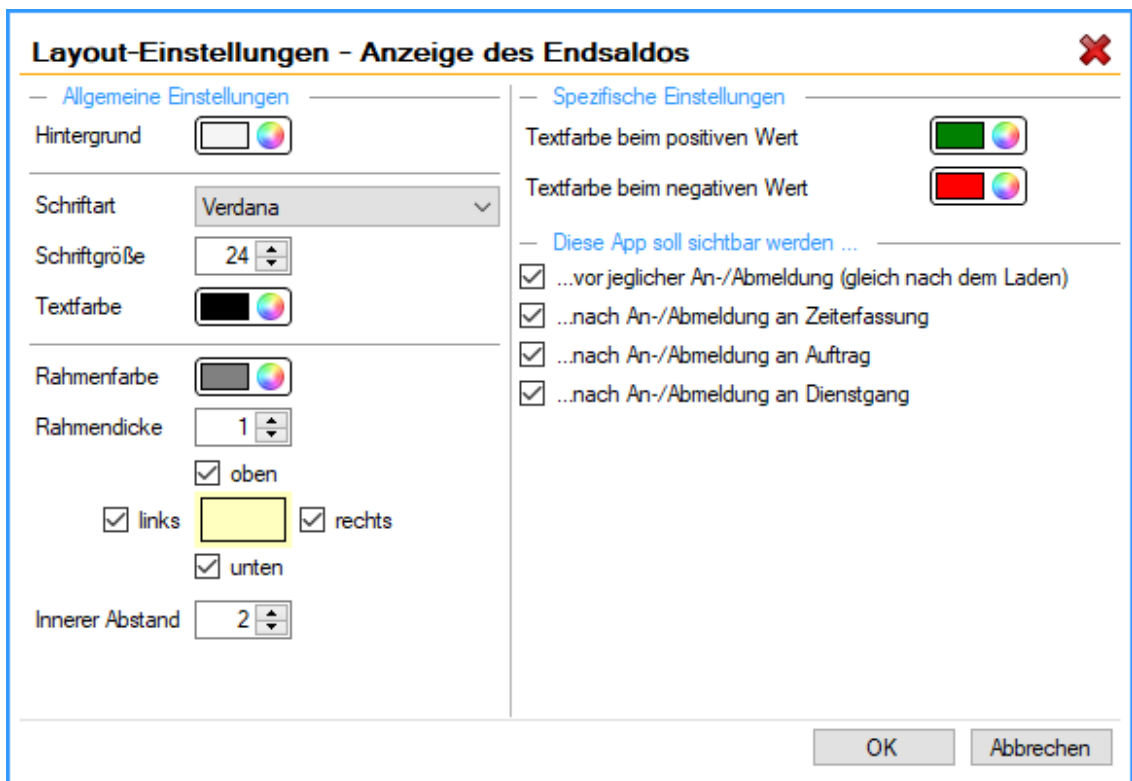 Layout-Einstellungen - Anzeige des Endsaldos
Allgemeine Einstellungen
Hintergrund
Schriftart
Verdana
Schriftgröße
24
Textfarbe
Rahmenfarbe
Rahmendicke
1
oben
links
rechts
unten
Innerer Abstand
2
Spezifische Einstellungen
Textfarbe beim positiven Wert
Textfarbe beim negativen Wert
Diese App soll sichtbar werden ...
...vor jeglicher An-/Abmeldung (gleich nach dem Laden)
...nach An-/Abmeldung an Zeiterfassung
...nach An-/Abmeldung an Auftrag
...nach An-/Abmeldung an Dienstgang
OK
Abbrechen